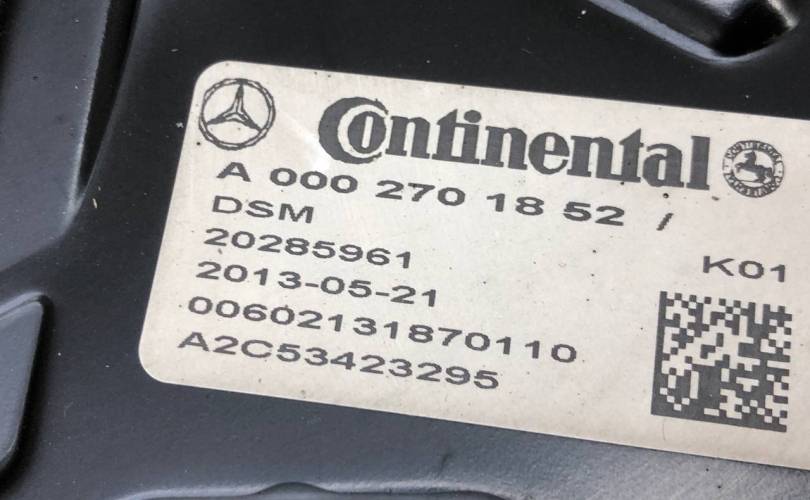 Continental
A 000 270 18 52 /
DSM
20285961
K01
2013-05-21
00602131870110
A2C53423295